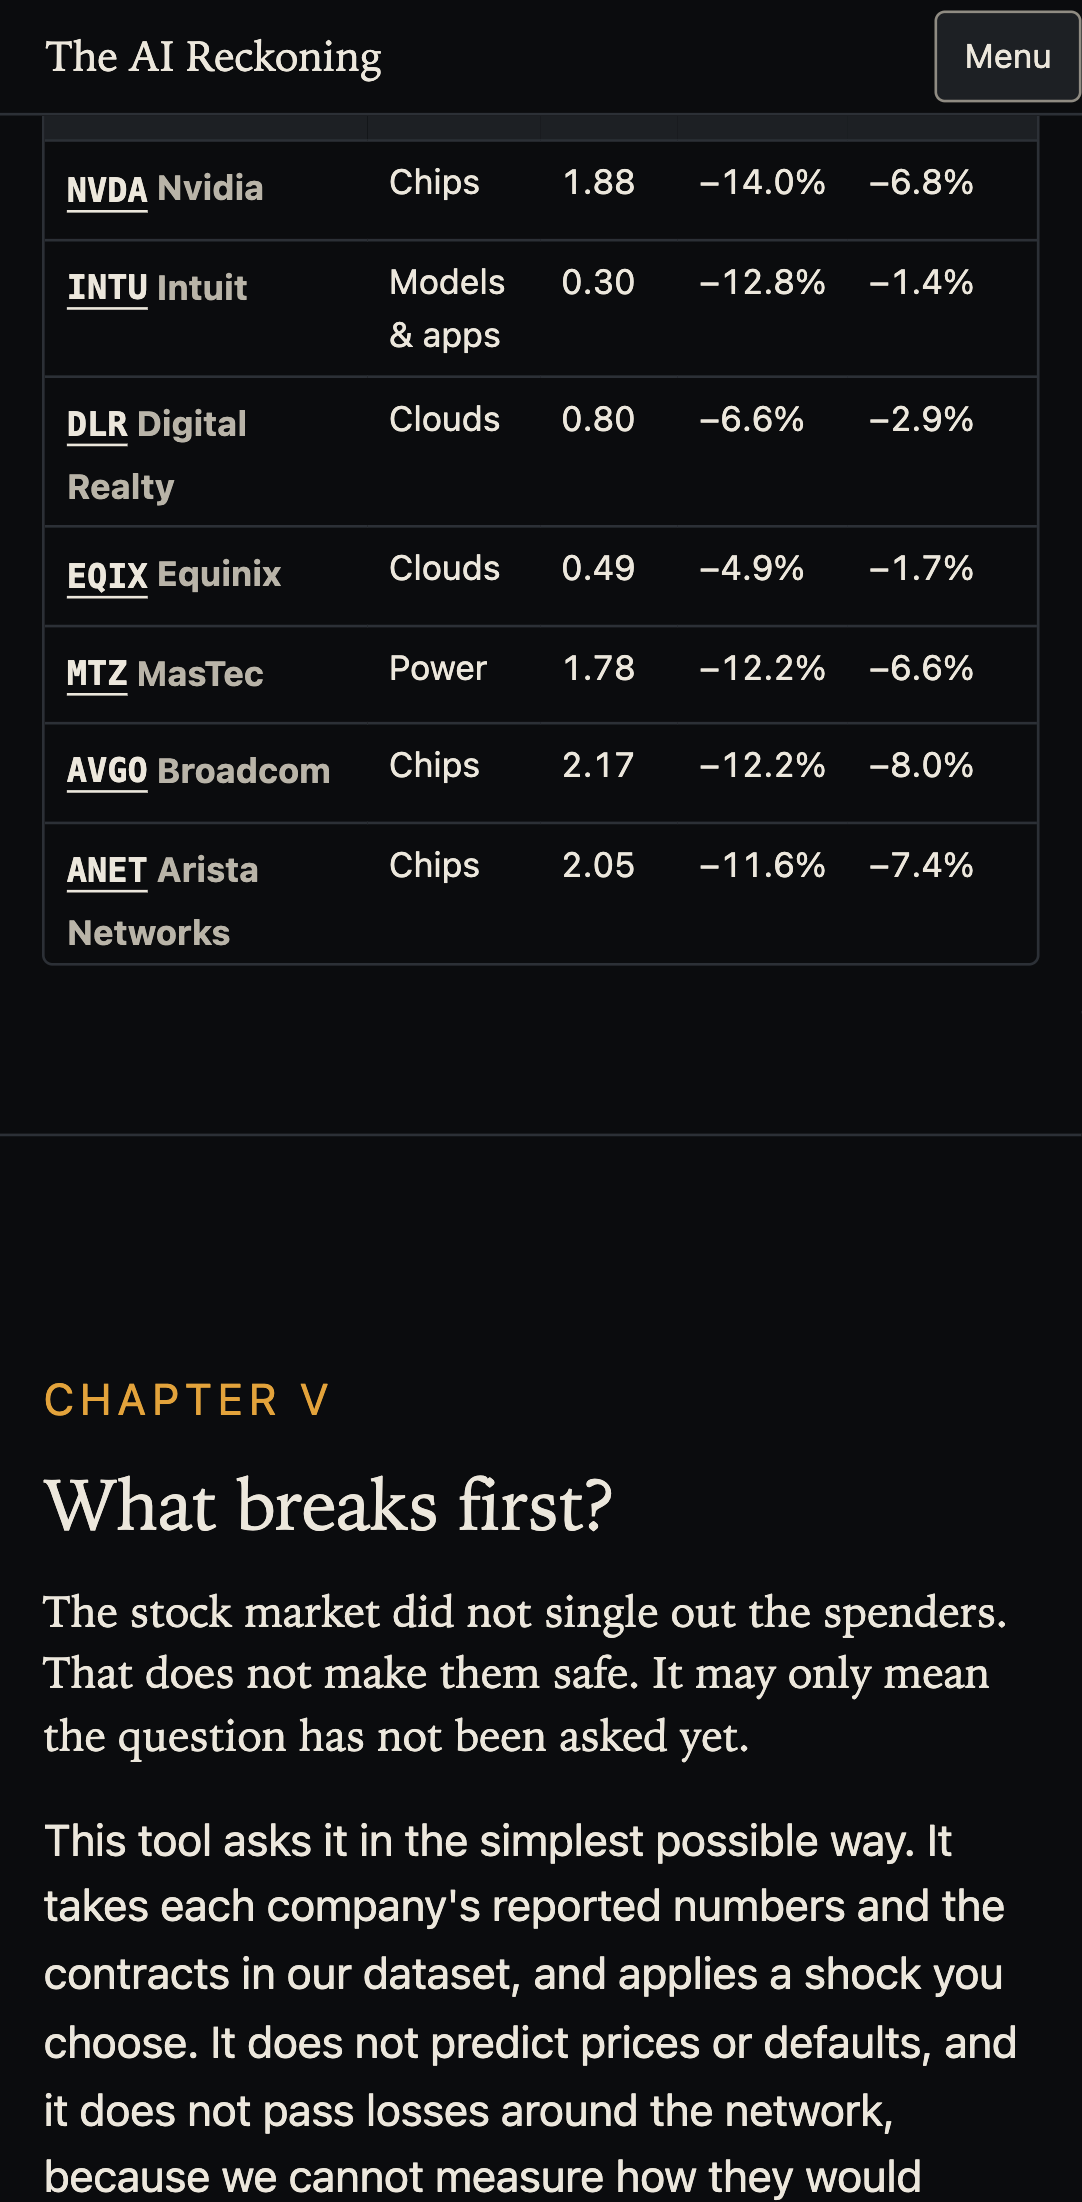 The AI Reckoning
Menu
NVDA Nvidia Chips 1.88 −14.0% −6.8%
INTU Intuit Models 0.30 −12.8% −1.4%
& apps
DLR Digital Clouds 0.80 −6.6% −2.9%
Realty
EQIX Equinix Clouds 0.49 −4.9% −1.7%
MTZ MasTec Power 1.78 −12.2% −6.6%
AVGO Broadcom Chips 2.17 −12.2% −8.0%
ANET Arista Chips 2.05 −11.6% −7.4%
Networks
CHAPTER V
What breaks first?
The stock market did not single out the spenders.
That does not make them safe. It may only mean
the question has not been asked yet.
This tool asks it in the simplest possible way. It
takes each company's reported numbers and the
contracts in our dataset, and applies a shock you
choose. It does not predict prices or defaults, and
it does not pass losses around the network,
because we cannot measure how they would